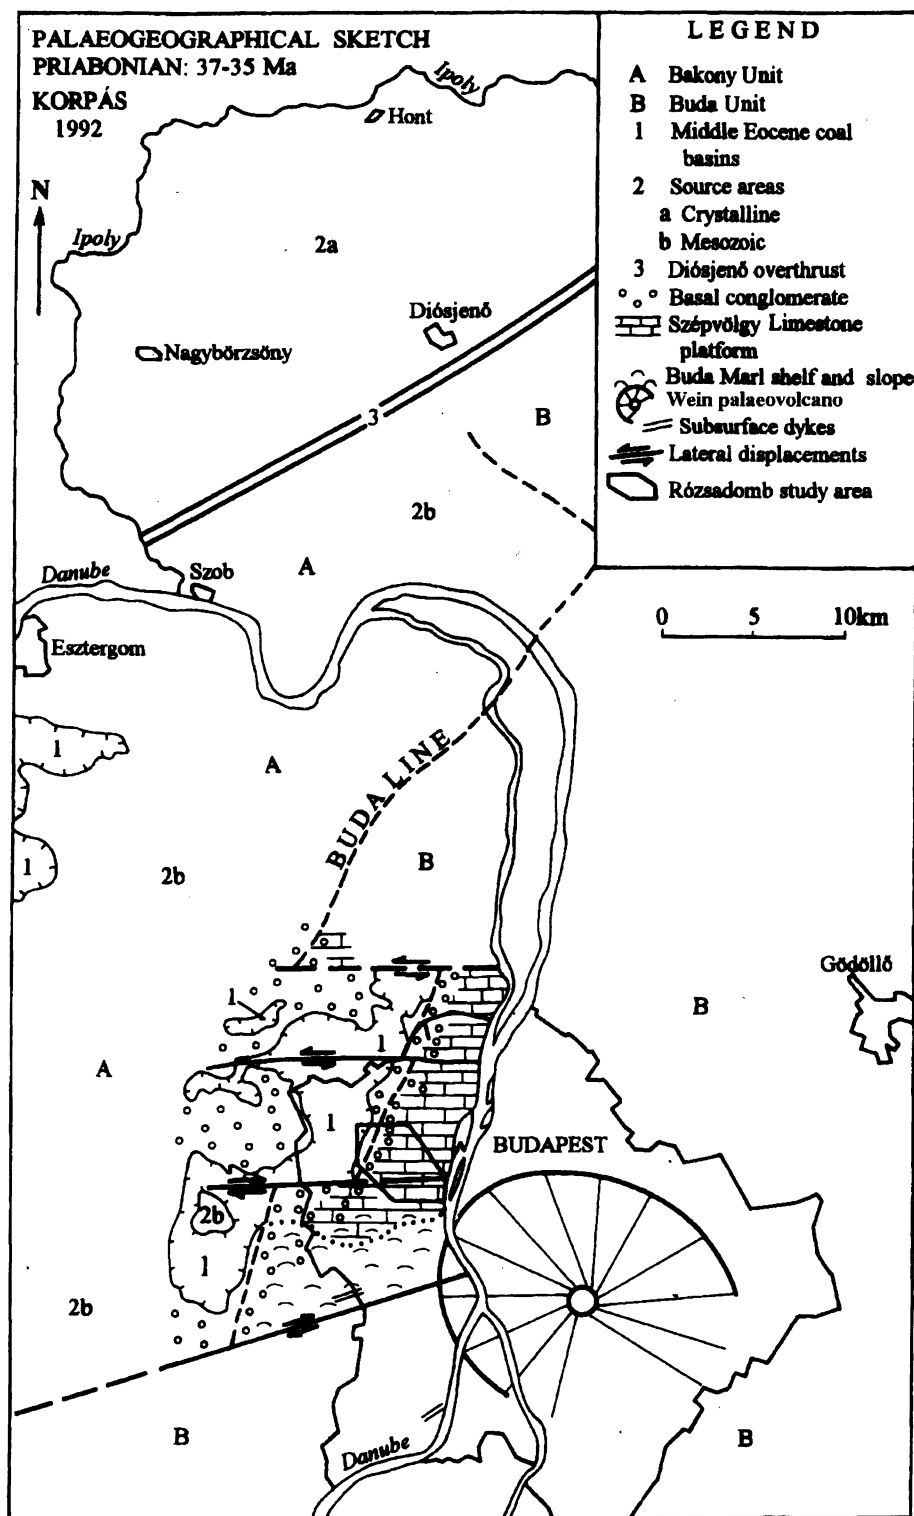 PALAEOGEOGRAPHICAL SKETCH
PRIABONIAN: 37-35 Ma
KORPÁS
1992
LEGEND
A Bakony Unit
B Buda Unit
1 Middle Eocene coal
basins
2 Source areas
a Crystalline
b Mesozoic
3 Diósjenő overthrust
Basal conglomerate
Szépvölgy Limestone
platform
Buda Marl shelf and slope
Wein palaeovolcano
Subsurface dykes
Lateral displacements
Rózsadomb study area
Ipoly
Hont
N
Ipoly
2a
Diósjenő
Nagybörzsöny
3
B
2b
A
Danube
Szob
0 5 10km
Esztergom
1
A
BUDA LINE
1
2b
B
Gödöllő
B
1
1
A
1
BUDAPEST
2b
1
2b
B
Danube
B